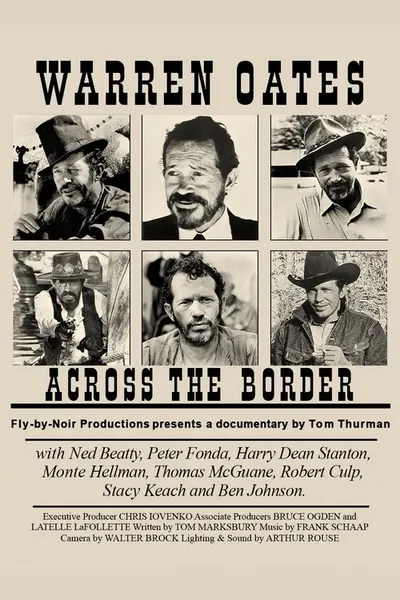 WARREN OATES
ACROSS THE BORDER
Fly-by-Noir Productions presents a documentary by Tom Thurman
with Ned Beatty, Peter Fonda, Harry Dean Stanton,
Monte Hellman, Thomas McGuane, Robert Culp,
Stacy Keach and Ben Johnson.
Executive Producer CHRIS IOVENKO Associate Producers BRUCE OGDEN and
LATELLE LaFOLLETTE Written by TOM MARKSBURY Music by FRANK SCHAAP
Camera by WALTER BROCK Lighting & Sound by ARTHUR ROUSE